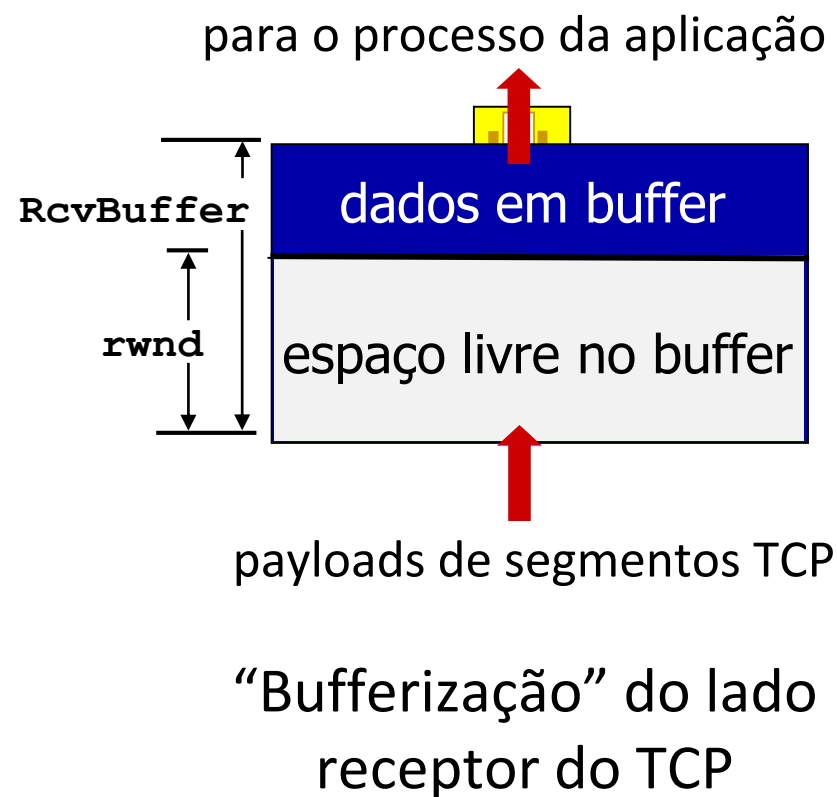 para o processo da aplicação
RcvBuffer
dados em buffer
rwnd
espaço livre no buffer
payloads de segmentos TCP
“Bufferização” do lado
receptor do TCP